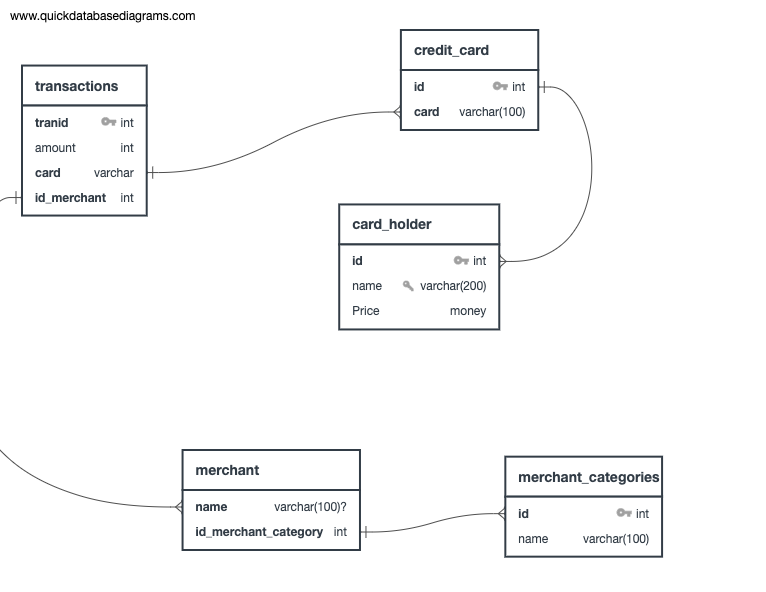 www.quickdatabasediagrams.com
transactions
tranid int
amount int
card varchar
id_merchant int
credit_card
id int
card varchar(100)
card_holder
id int
name varchar(200)
Price money
merchant
name varchar(100)?
id_merchant_category int
merchant_categories
id int
name varchar(100)